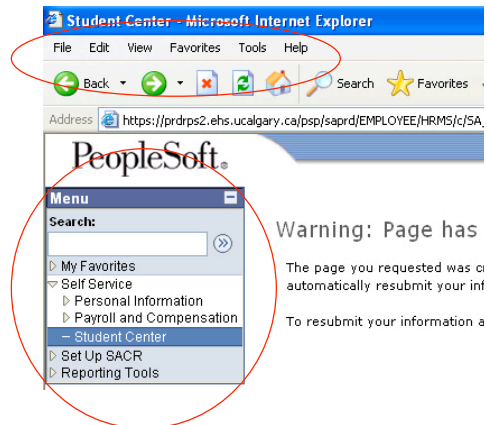 Student Center - Microsoft Internet Explorer
File Edit View Favorites Tools Help
Back Search Favorites
Address https://prdrps2.ehs.ucalgary.ca/psp/saprd/EMPLOYEE/HRMS/c/SA_
PeopleSoft®
Menu
Search:
My Favorites
Self Service
Personal Information
Payroll and Compensation
– Student Center
Set Up SACR
Reporting Tools
Warning: Page has
The page you requested was
automatically resubmit your
To resubmit your information